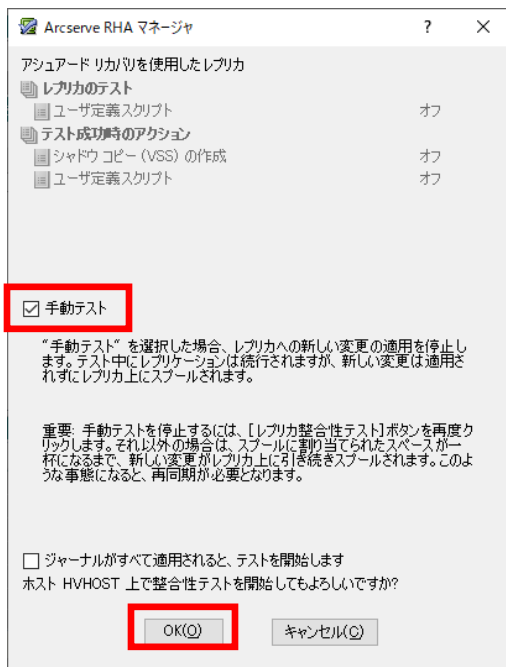 Arcserve RHA マネージャ
アシュアード リカバリを使用したレプリカ
レプリカのテスト
ユーザ定義スクリプト オフ
テスト成功時のアクション
シャドウ コピー (VSS) の作成 オフ
ユーザ定義スクリプト オフ
手動テスト
"手動テスト" を選択した場合、レプリカへの新しい変更の適用を停止し
ます。テスト中にレプリケーションは続行されますが、新しい変更は適用さ
れずにレプリカ上にスプールされます。
重要: 手動テストを停止するには、[レプリカ整合性テスト]ボタンを再度ク
リックします。それ以外の場合は、スプールに割り当てられたスペースが一
杯になるまで、新しい変更がレプリカ上に引き続きスプールされます。このよ
うな事態になると、再同期が必要となります。
ジャーナルがすべて適用されると、テストを開始します
ホスト HVHOST 上で整合性テストを開始してもよろしいですか?
OK(O) キャンセル(C)